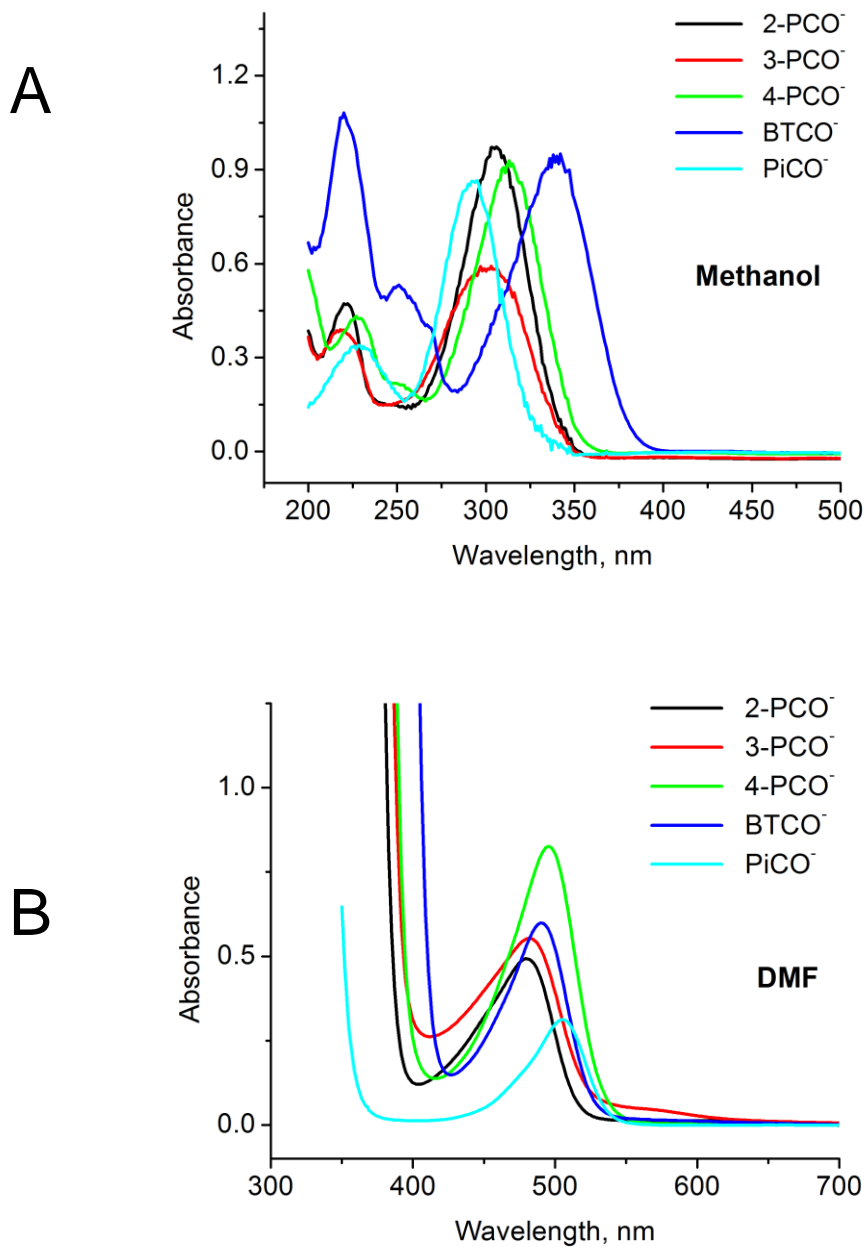 A
2-PCO⁻
3-PCO⁻
4-PCO⁻
BTCO⁻
PiCO⁻
Methanol
Absorbance
1.2
0.9
0.6
0.3
0.0
200 250 300 350 400 450 500
Wavelength, nm
B
2-PCO⁻
3-PCO⁻
4-PCO⁻
BTCO⁻
PiCO⁻
DMF
Absorbance
1.0
0.5
0.0
300 400 500 600 700
Wavelength, nm